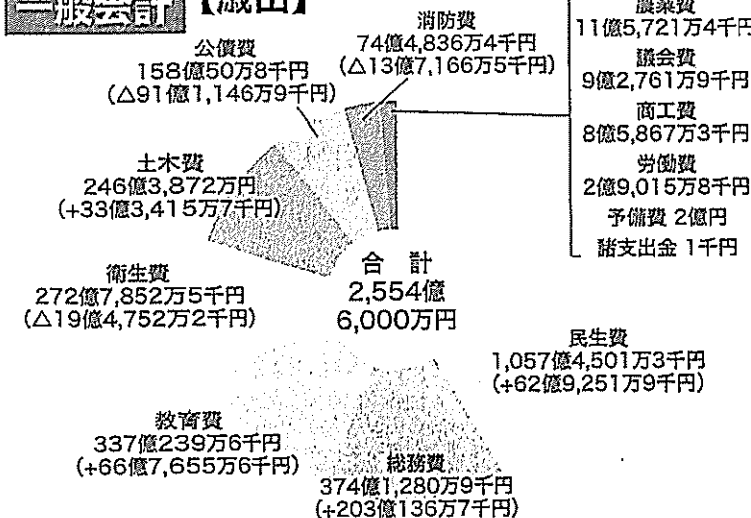 一般会計【歳出】
公債費
158億50万8千円
(△91億1,146万9千円)
消防費
74億4,836万4千円
(△13億7,166万5千円)
農業費
11億5,721万4千円
議会費
9億2,761万9千円
商工費
8億5,867万3千円
労働費
2億9,015万8千円
予備費 2億円
諸支出金 1千円
土木費
246億3,872万円
(+33億3,415万7千円)
衛生費
272億7,852万5千円
(△19億4,752万2千円)
合 計
2,554億
6,000万円
民生費
1,057億4,501万3千円
(+62億9,251万9千円)
教育費
337億239万6千円
(+66億7,655万6千円)
総務費
374億1,280万9千円
(+203億136万7千円)